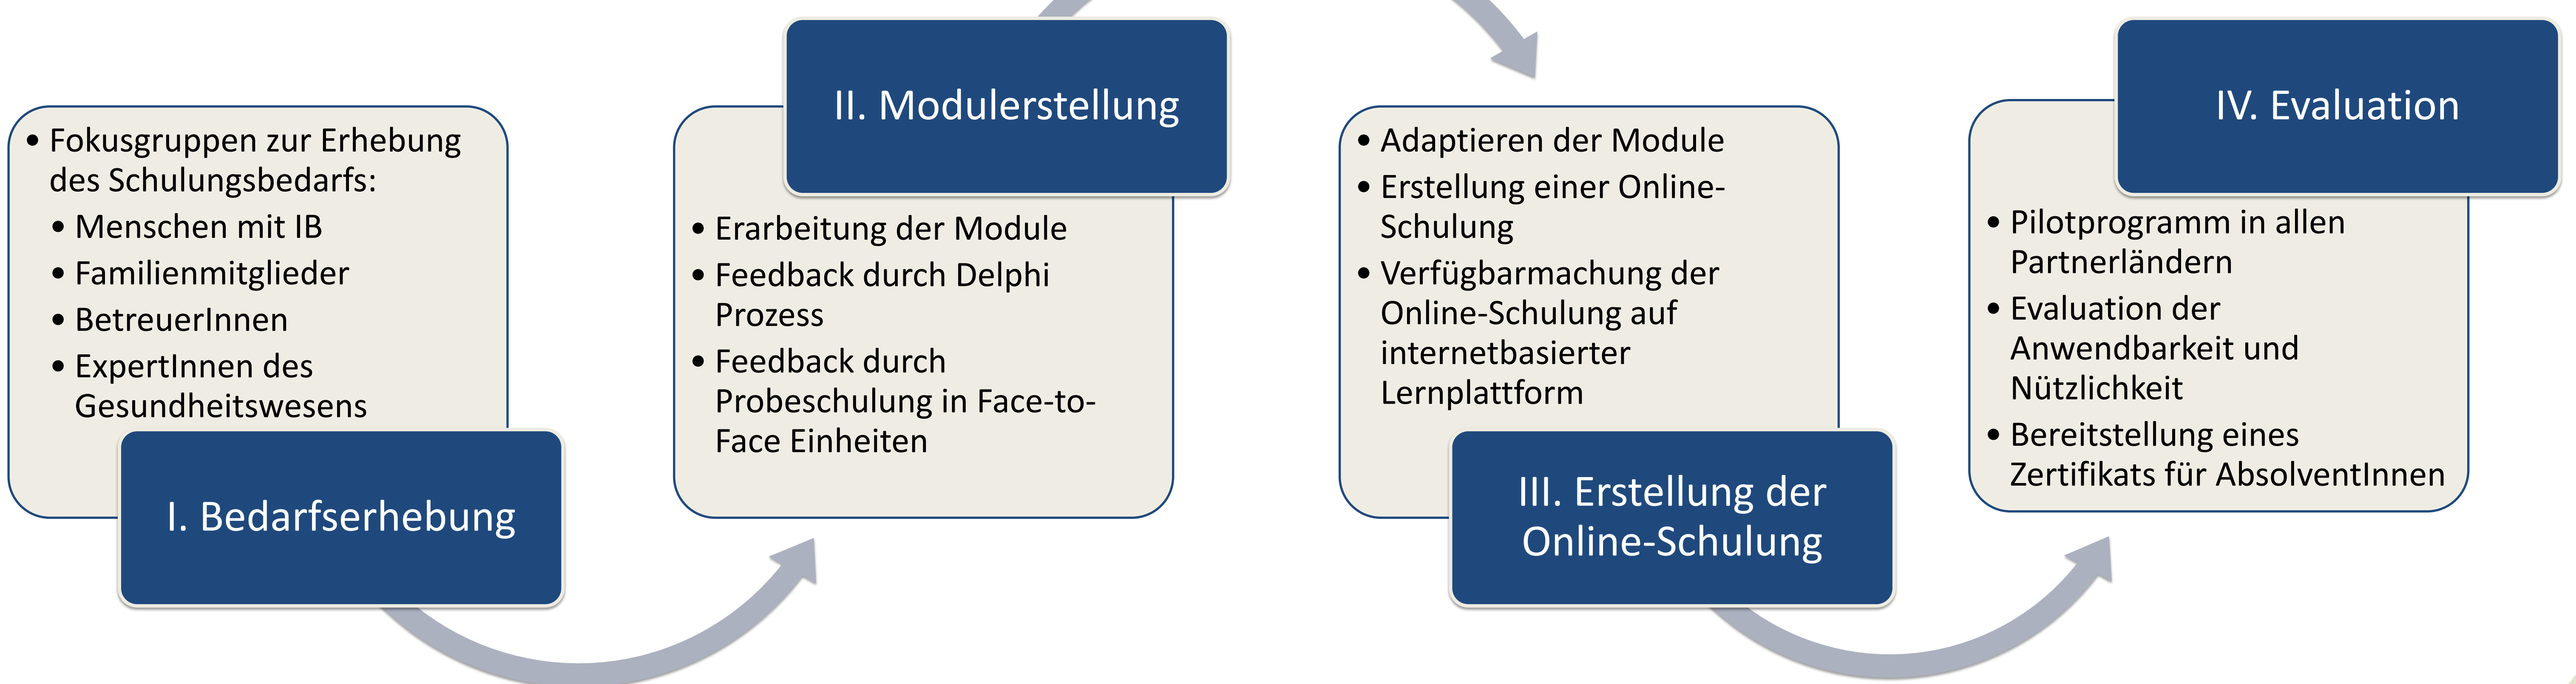 • Fokusgruppen zur Erhebung
des Schulungsbedarfs:
• Menschen mit IB
• Familienmitglieder
• BetreuerInnen
• ExpertInnen des
Gesundheitswesens
I. Bedarfserhebung
II. Modulerstellung
• Erarbeitung der Module
• Feedback durch Delphi
Prozess
• Feedback durch
Probeschulung in Face-to-
Face Einheiten
• Adaptieren der Module
• Erstellung einer Online-
Schulung
• Verfügbarmachung der
Online-Schulung auf
internetbasierter
Lernplattform
III. Erstellung der
Online-Schulung
IV. Evaluation
• Pilotprogramm in allen
Partnerländern
• Evaluation der
Anwendbarkeit und
Nützlichkeit
• Bereitstellung eines
Zertifikats für AbsolventInnen